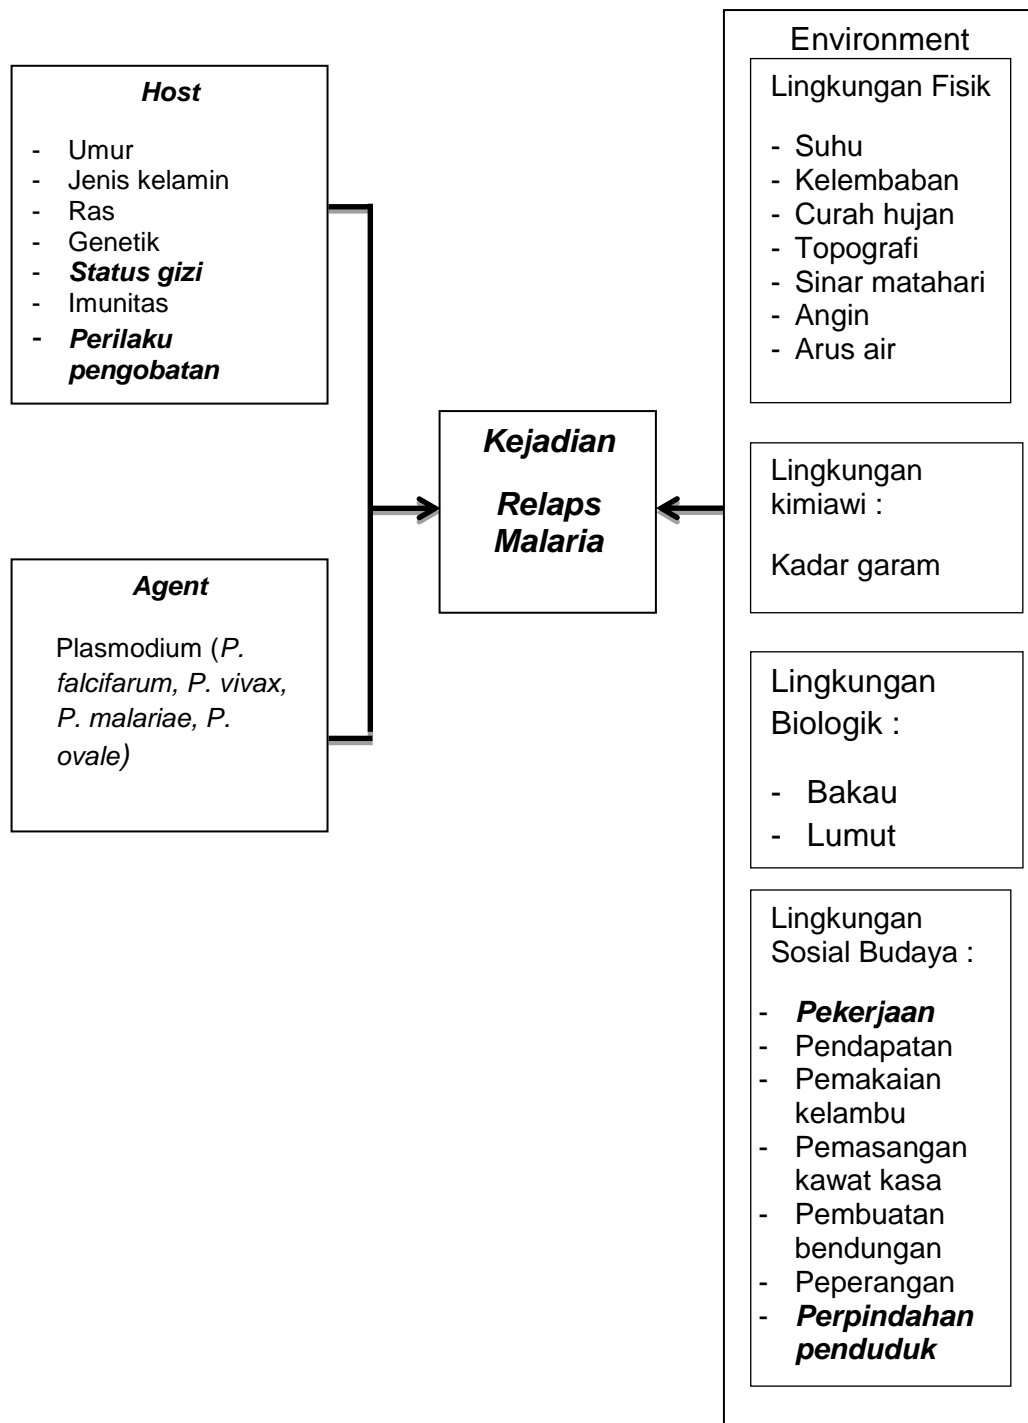 Host
- Umur
- Jenis kelamin
- Ras
- Genetik
- Status gizi
- Imunitas
- Perilaku
pengobatan
Agent
Plasmodium (P.
falcifarum, P. vivax,
P. malariae, P.
ovale)
Kejadian
Relaps
Malaria
Environment
Lingkungan Fisik
- Suhu
- Kelembaban
- Curah hujan
- Topografi
- Sinar matahari
- Angin
- Arus air
Lingkungan
kimiawi :
Kadar garam
Lingkungan
Biologik :
- Bakau
- Lumut
Lingkungan
Sosial Budaya :
- Pekerjaan
- Pendapatan
- Pemakaian
kelambu
- Pemasangan
kawat kasa
- Pembuatan
bendungan
- Peperangan
- Perpindahan
penduduk